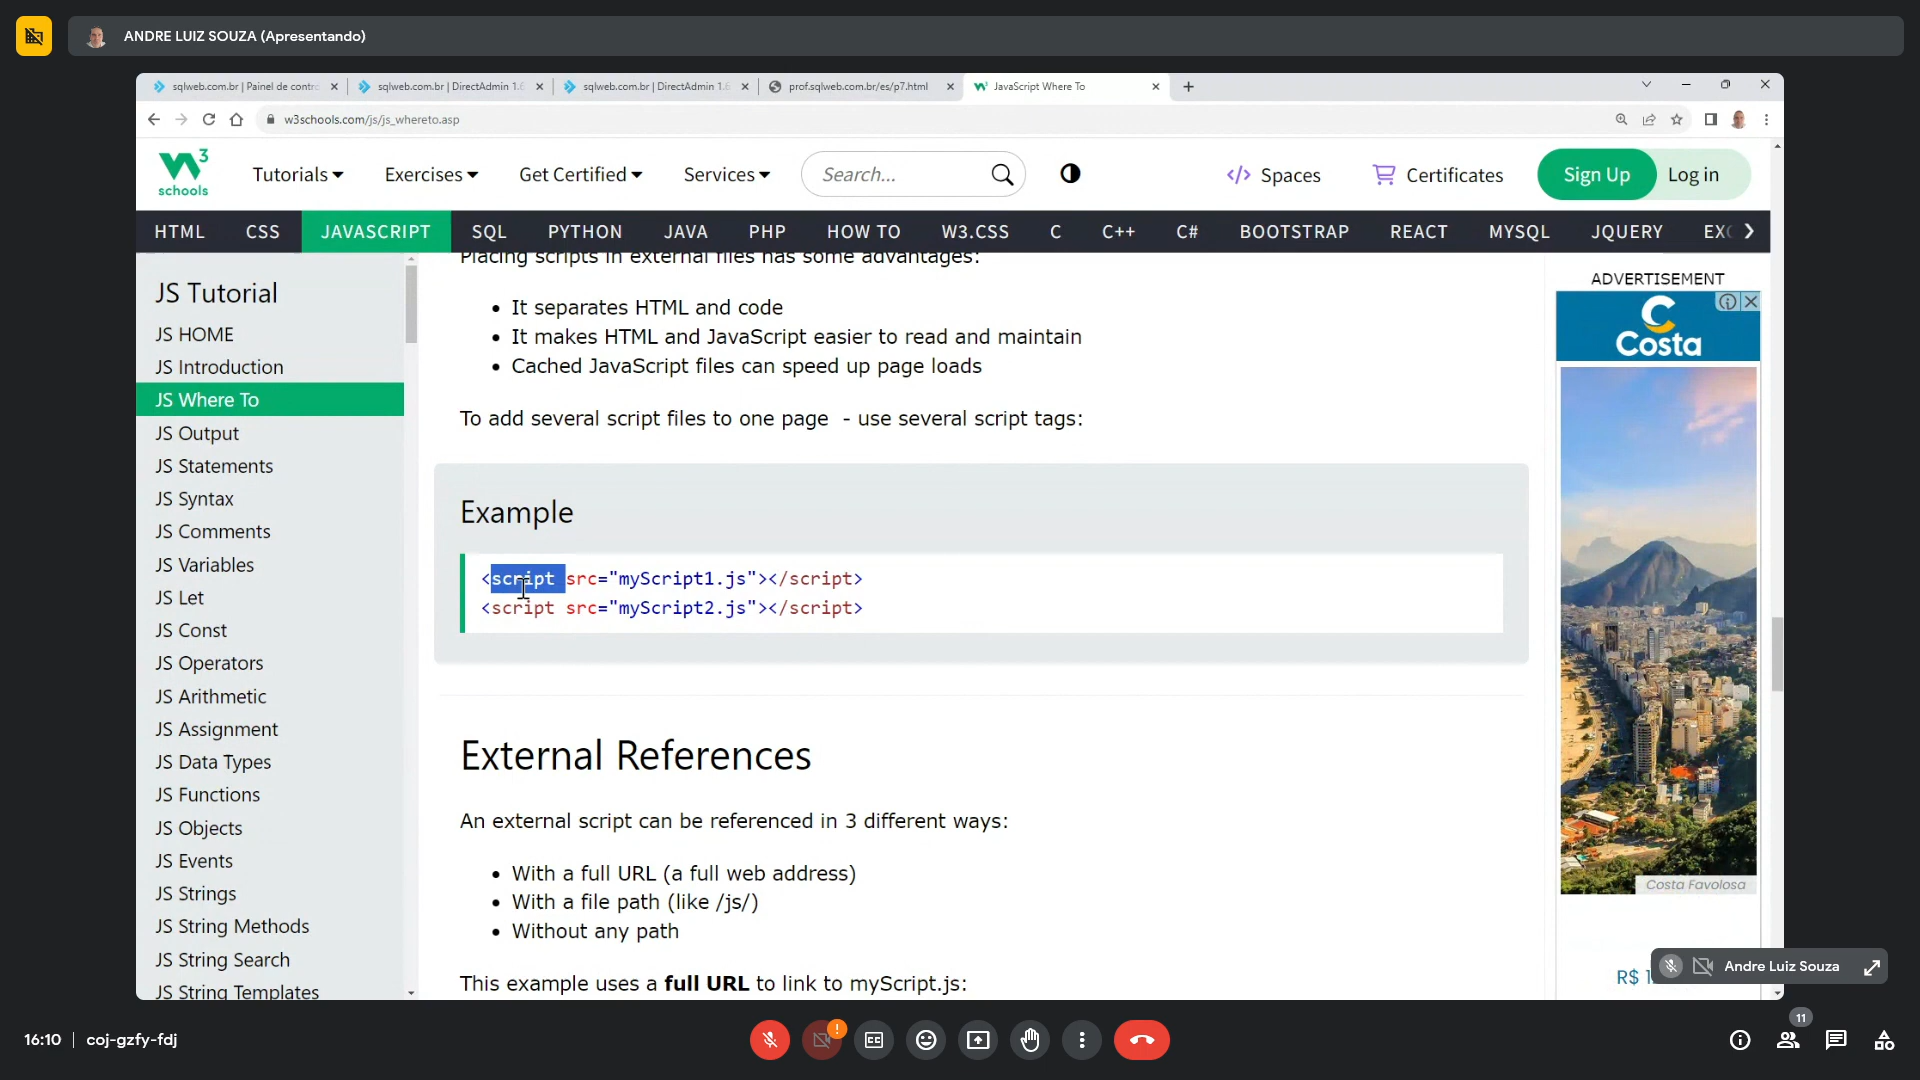 ANDRE LUIZ SOUZA (Apresentando)
sqlweb.com.br | Painel de contro
sqlweb.com.br | DirectAdmin 1.6
sqlweb.com.br | DirectAdmin 1.6
prof.sqlweb.com.br/es/p7.html
JavaScript Where To
w3schools.com/js/js_whereto.asp
W3 schools
Tutorials
Exercises
Get Certified
Services
Search...
Spaces
Certificates
Sign Up
Log in
HTML CSS JAVASCRIPT SQL PYTHON JAVA PHP HOW TO W3.CSS C C++ C# BOOTSTRAP REACT MYSQL JQUERY
JS Tutorial
JS HOME
JS Introduction
JS Where To
JS Output
JS Statements
JS Syntax
JS Comments
JS Variables
JS Let
JS Const
JS Operators
JS Arithmetic
JS Assignment
JS Data Types
JS Functions
JS Objects
JS Events
JS Strings
JS String Methods
JS String Search
JS String Templates
Placing scripts in external files has some advantages:
It separates HTML and code
It makes HTML and JavaScript easier to read and maintain
Cached JavaScript files can speed up page loads
To add several script files to one page  - use several script tags:
Example
<script src="myScript1.js"></script>
<script src="myScript2.js"></script>
External References
An external script can be referenced in 3 different ways:
With a full URL (a full web address)
With a file path (like /js/)
Without any path
This example uses a full URL to link to myScript.js:
ADVERTISEMENT
Costa
Costa Favolosa
R$
Andre Luiz Souza
16:10
coj-gzfy-fdj
11